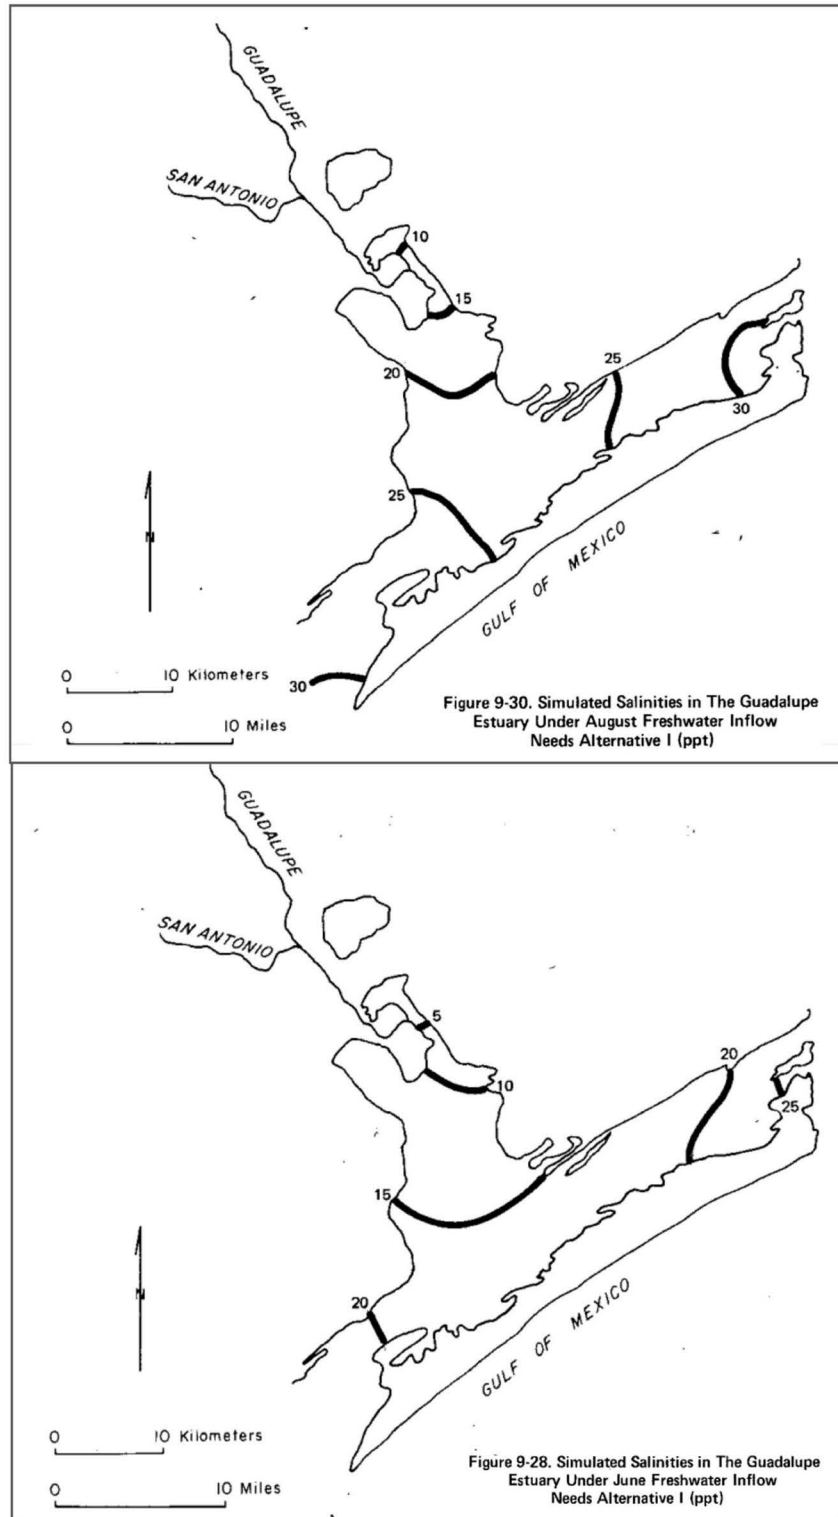 GUADALUPE
SAN ANTONIO
10
15
20
25
30
25
N
GULF OF MEXICO
0 10 Kilometers
30
0 10 Miles
Figure 9-30. Simulated Salinities in The Guadalupe
Estuary Under August Freshwater Inflow
Needs Alternative I (ppt)
GUADALUPE
SAN ANTONIO
5
20
10
25
15
N
20
GULF OF MEXICO
0 10 Kilometers
0 10 Miles
Figure 9-28. Simulated Salinities in The Guadalupe
Estuary Under June Freshwater Inflow
Needs Alternative I (ppt)